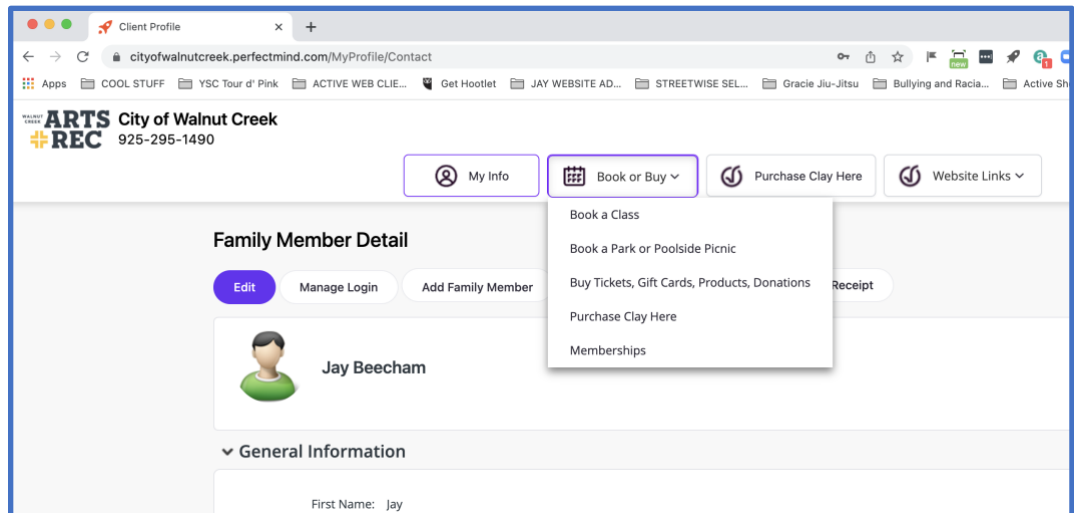 Client Profile
cityofwalnutcreek.perfectmind.com/MyProfile/Contact
new
1
Apps COOL STUFF YSC Tour d' Pink ACTIVE WEB CLIE... Get Hootlet JAY WEBSITE AD... STREETWISE SEL... Gracie Jiu-Jitsu Bullying and Racia... Active Sh
WALNUT CREEK ARTS REC
City of Walnut Creek
925-295-1490
My Info Book or Buy Purchase Clay Here Website Links
Book a Class
Book a Park or Poolside Picnic
Buy Tickets, Gift Cards, Products, Donations
Purchase Clay Here
Memberships
Family Member Detail
Edit Manage Login Add Family Member Receipt
Jay Beecham
General Information
First Name: Jay